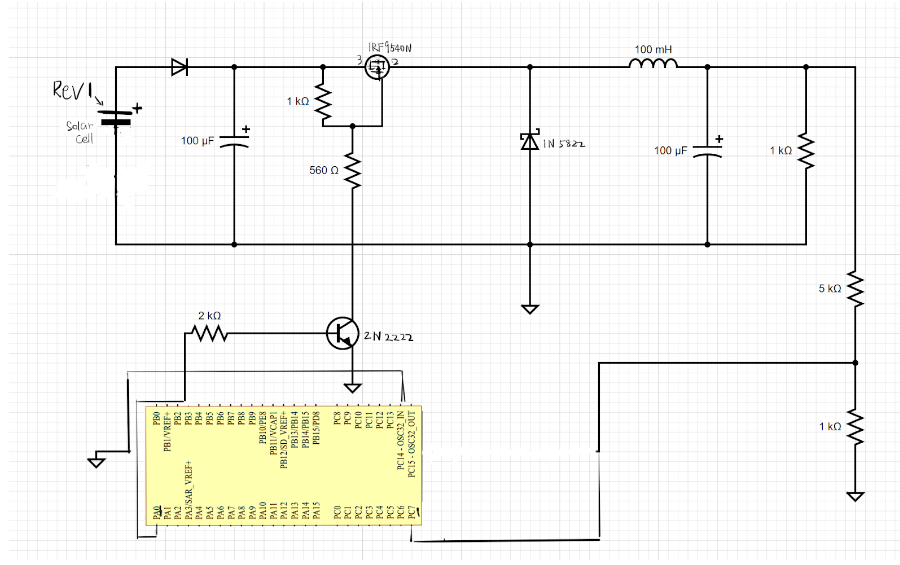 IRF9540N
3
2
100 mH
Rev1
+
Solar
cell
1 kΩ
+
100 µF
560 Ω
1N5822
+
100 µF
1 kΩ
5 kΩ
2 kΩ
2N2222
1 kΩ
PB0
PB1/VREF+
PB2
PB3
PB4
PB5
PB6
PB7
PB8
PB9
PB10/PE8
PB11/VCAP1
PB12/SD_VREF+
PB13/PB14
PB14/PB15
PB15/PD8
PC8
PC9
PC10
PC11
PC12
PC13
PC14 - OSC32_IN
PC15 - OSC32_OUT
PA0
PA1
PA2
PA3/SAR_VREF+
PA4
PA5
PA6
PA7
PA8
PA9
PA10
PA11
PA12
PA13
PA14
PA15
PC0
PC1
PC2
PC3
PC4
PC5
PC6
PC7